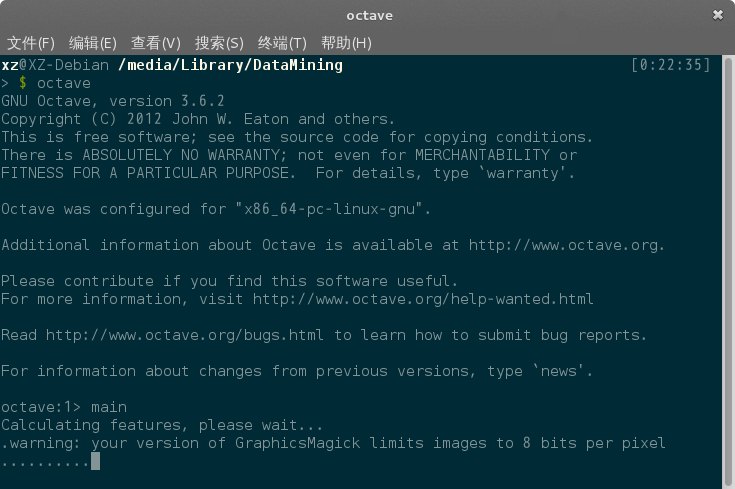 octave ✖
文件(F) 编辑(E) 查看(V) 搜索(S) 终端(T) 帮助(H)
xz@XZ-Debian /media/Library/DataMining [0:22:35]
> $ octave
GNU Octave, version 3.6.2
Copyright (C) 2012 John W. Eaton and others.
This is free software; see the source code for copying conditions.
There is ABSOLUTELY NO WARRANTY; not even for MERCHANTABILITY or
FITNESS FOR A PARTICULAR PURPOSE.  For details, type `warranty'.
Octave was configured for "x86_64-pc-linux-gnu".
Additional information about Octave is available at http://www.octave.org.
Please contribute if you find this software useful.
For more information, visit http://www.octave.org/help-wanted.html
Read http://www.octave.org/bugs.html to learn how to submit bug reports.
For information about changes from previous versions, type `news'.
octave:1> main
Calculating features, please wait...
.warning: your version of GraphicsMagick limits images to 8 bits per pixel
..........